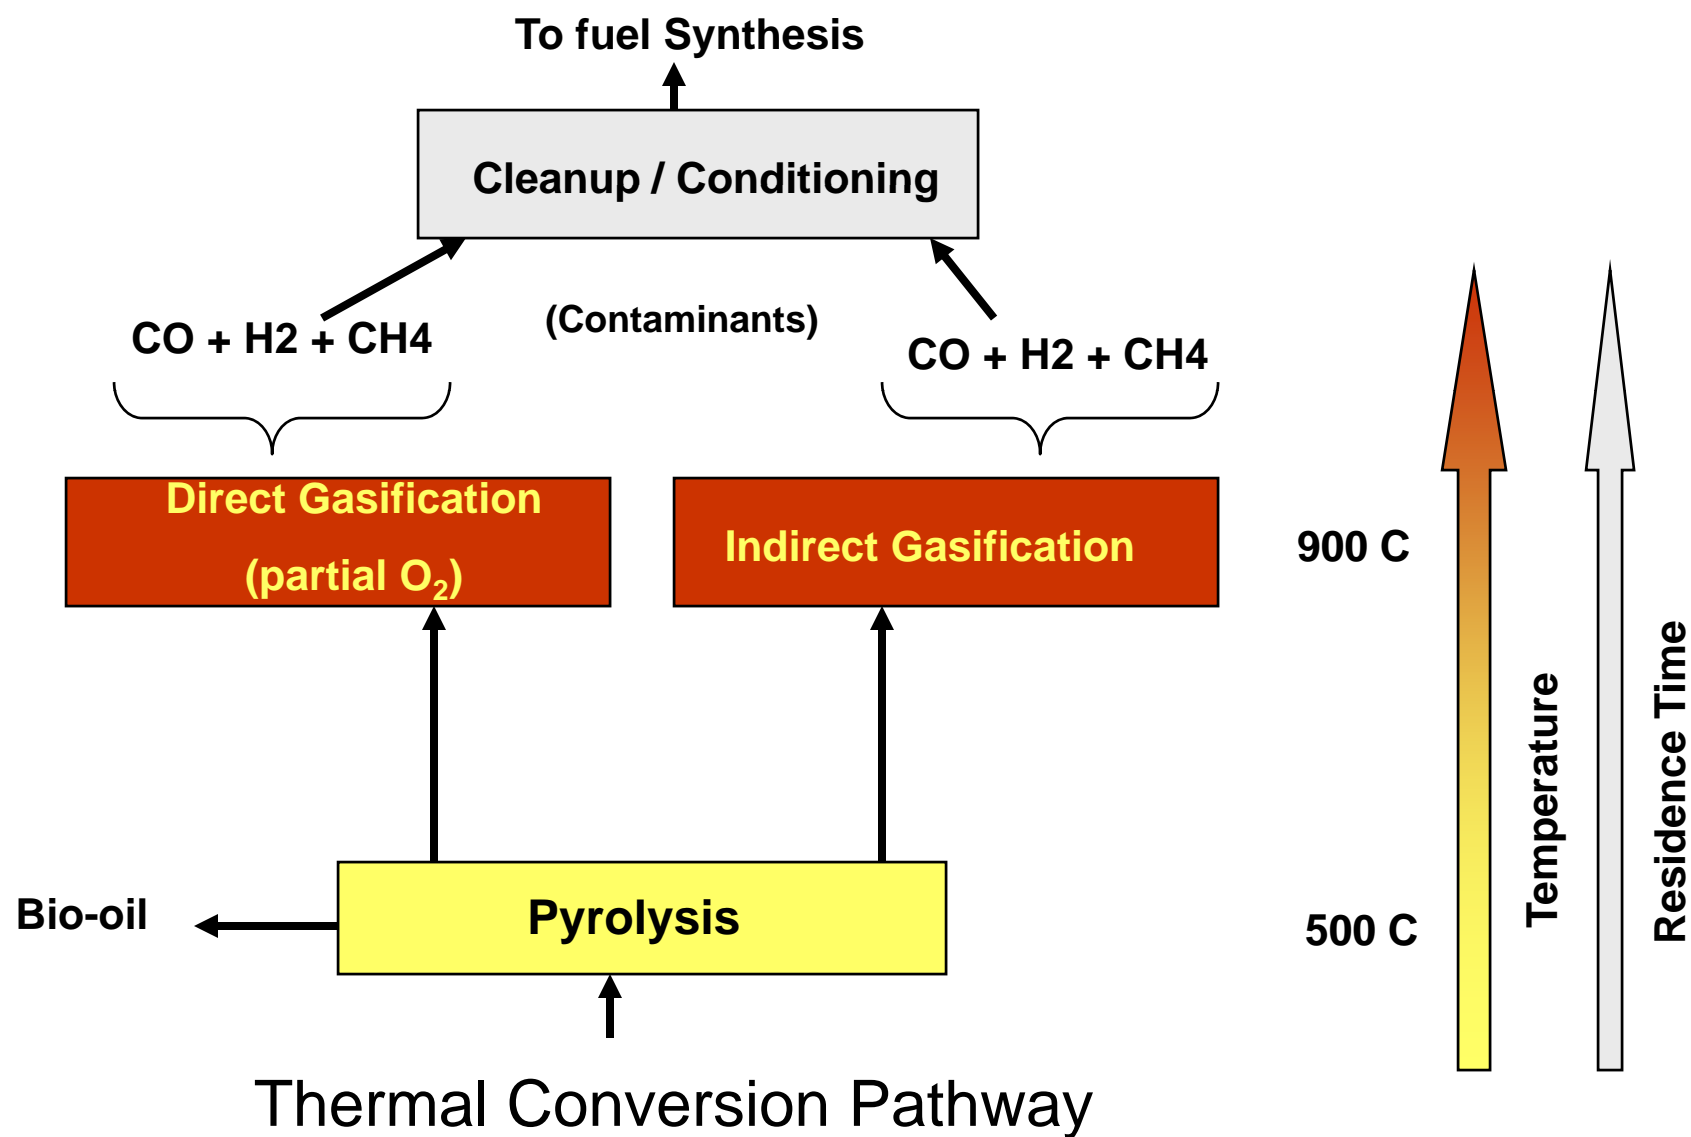 To fuel Synthesis
Cleanup / Conditioning
(Contaminants)
CO + H2 + CH4
CO + H2 + CH4
Direct Gasification
(partial O₂)
Indirect Gasification
900 C
Temperature
Residence Time
Bio-oil
Pyrolysis
500 C
Thermal Conversion Pathway